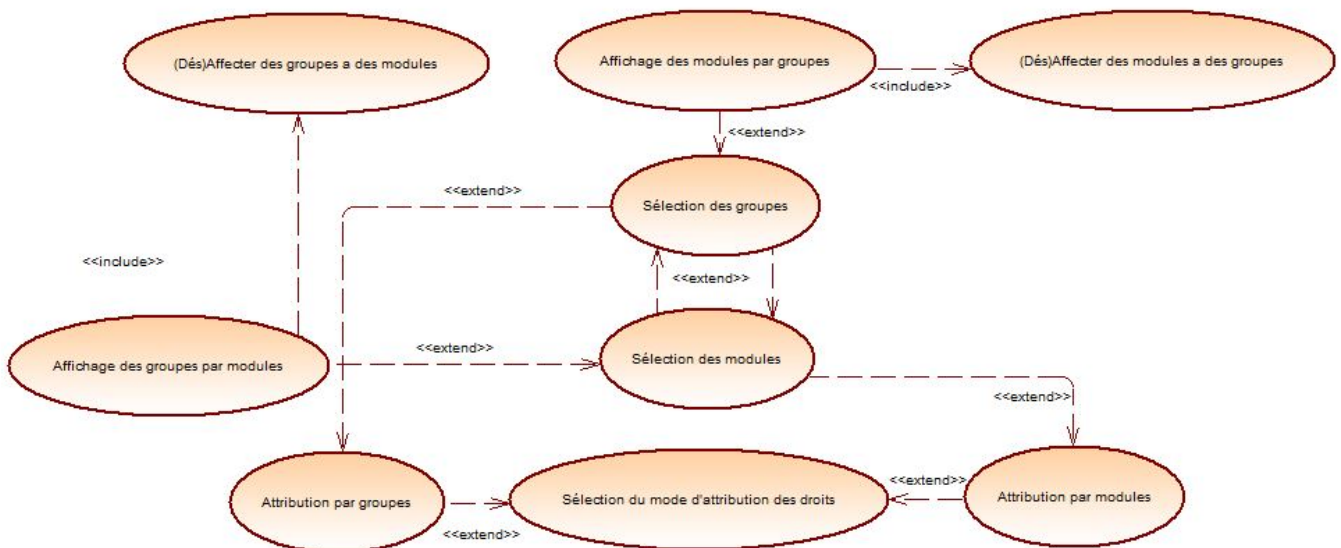 (Dés)Affecter des groupes a des modules
Affichage des modules par groupes
(Dés)Affecter des modules a des groupes
<<include>>
<<extend>>
<<extend>>
Sélection des groupes
<<include>>
<<extend>>
<<extend>>
Affichage des groupes par modules
Sélection des modules
<<extend>>
<<extend>>
Attribution par groupes
Sélection du mode d'attribution des droits
Attribution par modules
<<extend>>